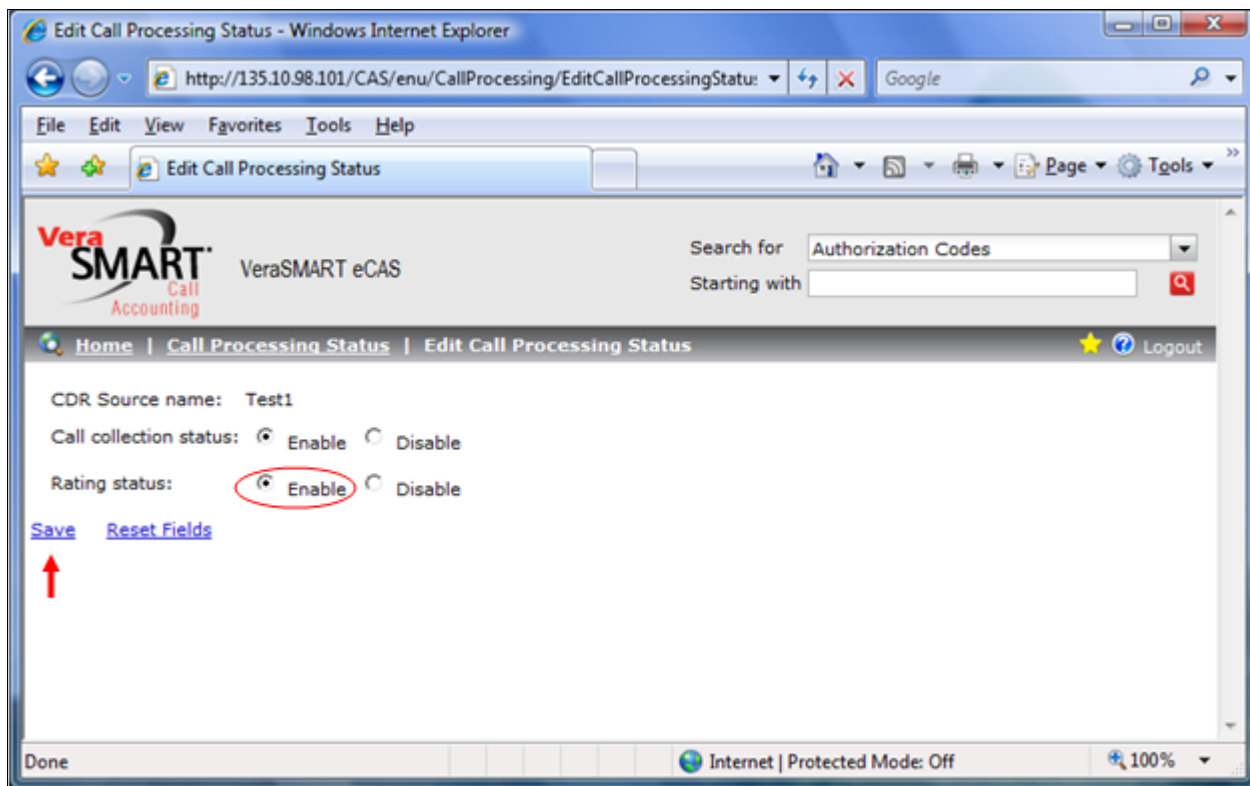 Edit Call Processing Status - Windows Internet Explorer
http://135.10.98.101/CAS/enu/CallProcessing/EditCallProcessingStatu:
Google
File Edit View Favorites Tools Help
Edit Call Processing Status
Page Tools
Vera
SMART
Call
Accounting
VeraSMART eCAS
Search for Authorization Codes
Starting with
Home | Call Processing Status | Edit Call Processing Status
Logout
CDR Source name: Test1
Call collection status: Enable Disable
Rating status: Enable Disable
Save Reset Fields
Done
Internet | Protected Mode: Off
100%